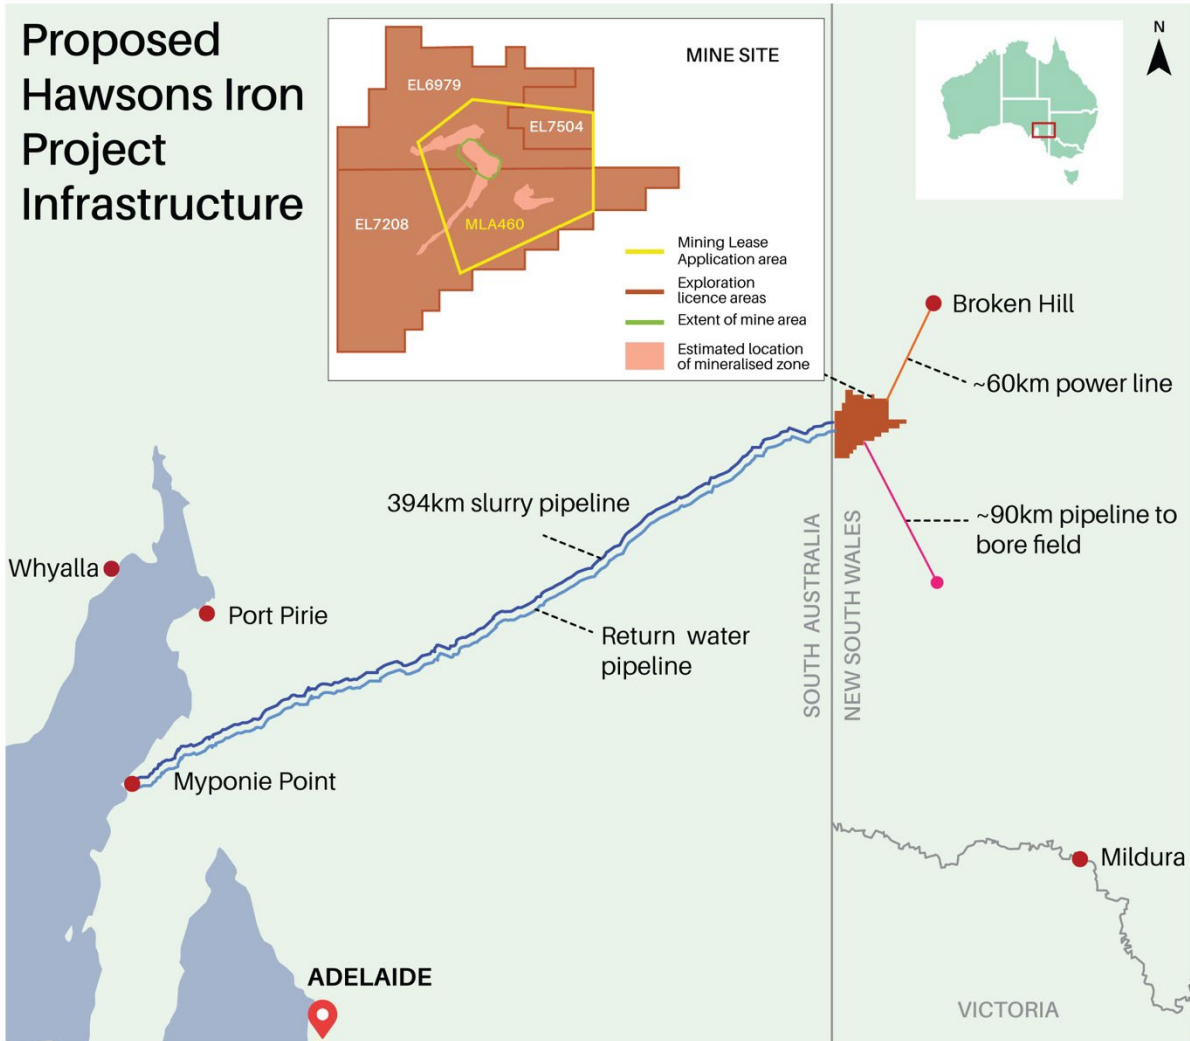 Proposed
Hawsons Iron
Project
Infrastructure
MINE SITE
EL6979
EL7504
EL7208
MLA460
Mining Lease
Application area
Exploration
licence areas
Extent of mine area
Estimated location
of mineralised zone
N
Broken Hill
~60km power line
394km slurry pipeline
~90km pipeline to
bore field
SOUTH AUSTRALIA
NEW SOUTH WALES
Whyalla
Port Pirie
Return water
pipeline
Myponie Point
Mildura
ADELAIDE
VICTORIA